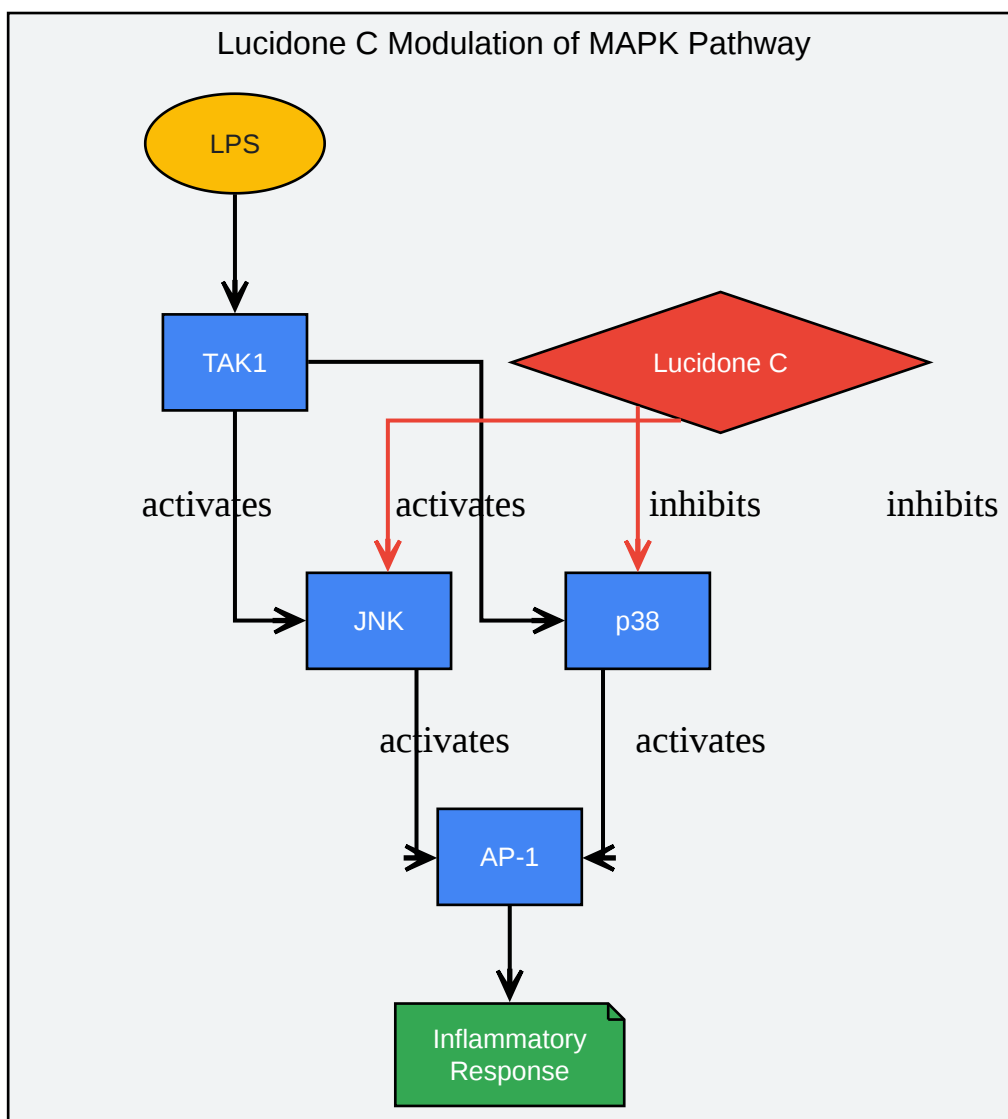 Lucidone C Modulation of MAPK Pathway
LPS
TAK1
Lucidone C
activates
activates
inhibits
inhibits
JNK
p38
activates
activates
AP-1
Inflammatory
Response